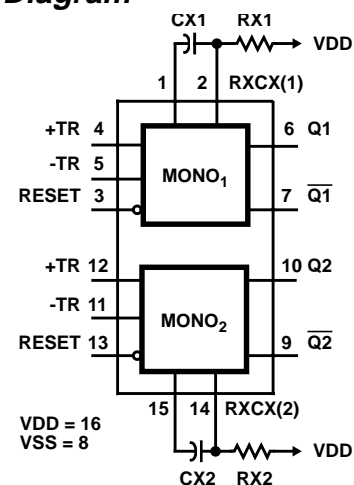 Diagram
CX1 RX1
VDD
1 2 RXCX(1)
+TR 4 6 Q1
-TR 5
MONO1
RESET 3 7 Q1
+TR 12 10 Q2
-TR 11
MONO2
RESET 13 9 Q2
15 14 RXCX(2)
VDD = 16
VSS = 8
VDD
CX2 RX2